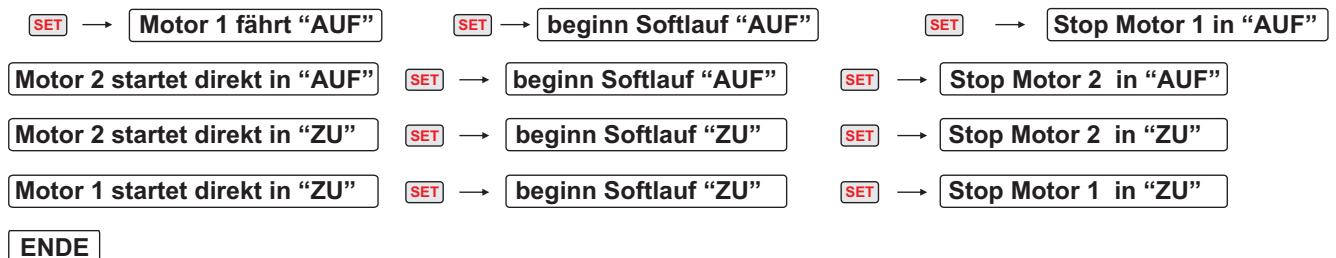 SET → Motor 1 fährt “AUF” SET → beginn Softlauf “AUF” SET → Stop Motor 1 in “AUF”
Motor 2 startet direkt in “AUF” SET → beginn Softlauf “AUF” SET → Stop Motor 2 in “AUF”
Motor 2 startet direkt in “ZU” SET → beginn Softlauf “ZU” SET → Stop Motor 2 in “ZU”
Motor 1 startet direkt in “ZU” SET → beginn Softlauf “ZU” SET → Stop Motor 1 in “ZU”
ENDE